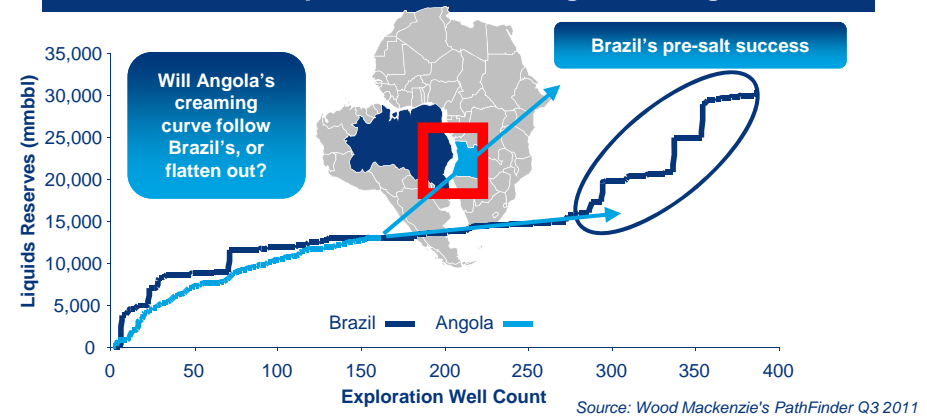 Brazil's pre-salt success
Will Angola's
creaming
curve follow
Brazil's, or
flatten out?
Liquids Reserves (mmbbl)
35,000
30,000
25,000
20,000
15,000
10,000
5,000
0
Brazil
Angola
0 50 100 150 200 250 300 350 400
Exploration Well Count
Source: Wood Mackenzie's PathFinder Q3 2011